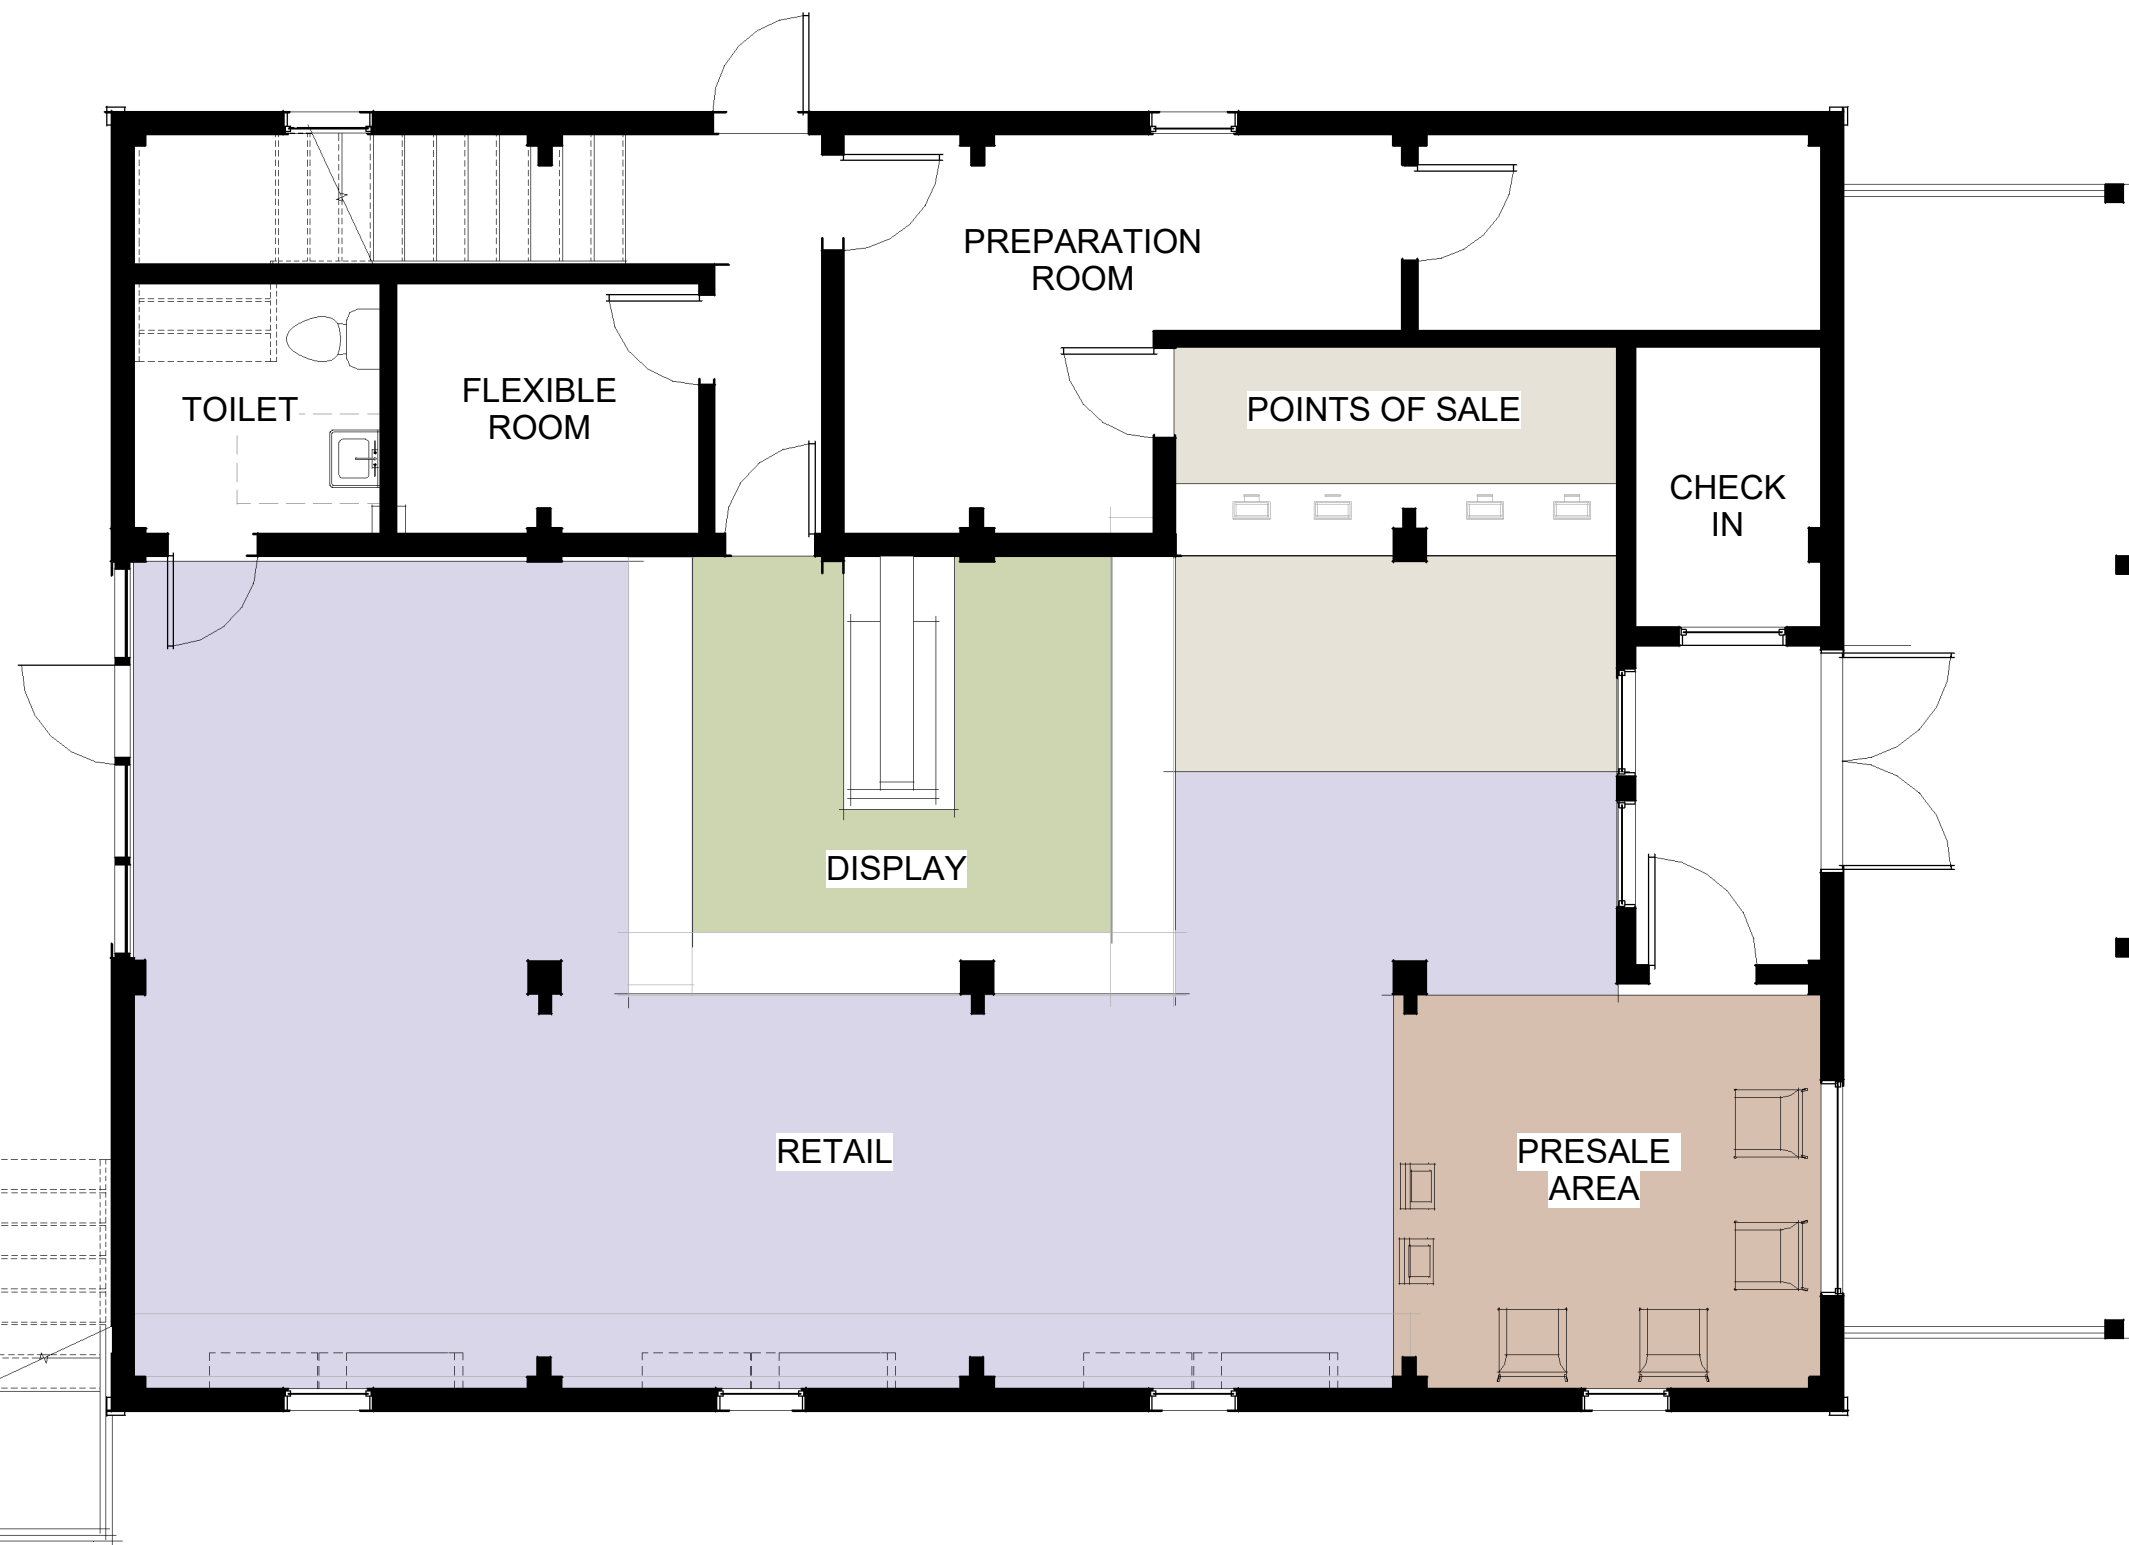 PREPARATION
ROOM
FLEXIBLE
ROOM
TOILET
POINTS OF SALE
CHECK
IN
DISPLAY
RETAIL
PRESALE
AREA